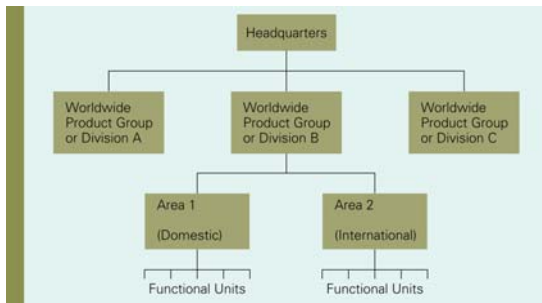 Headquarters
Worldwide
Product Group
or Division A
Worldwide
Product Group
or Division B
Worldwide
Product Group
or Division C
Area 1
(Domestic)
Area 2
(International)
Functional Units
Functional Units